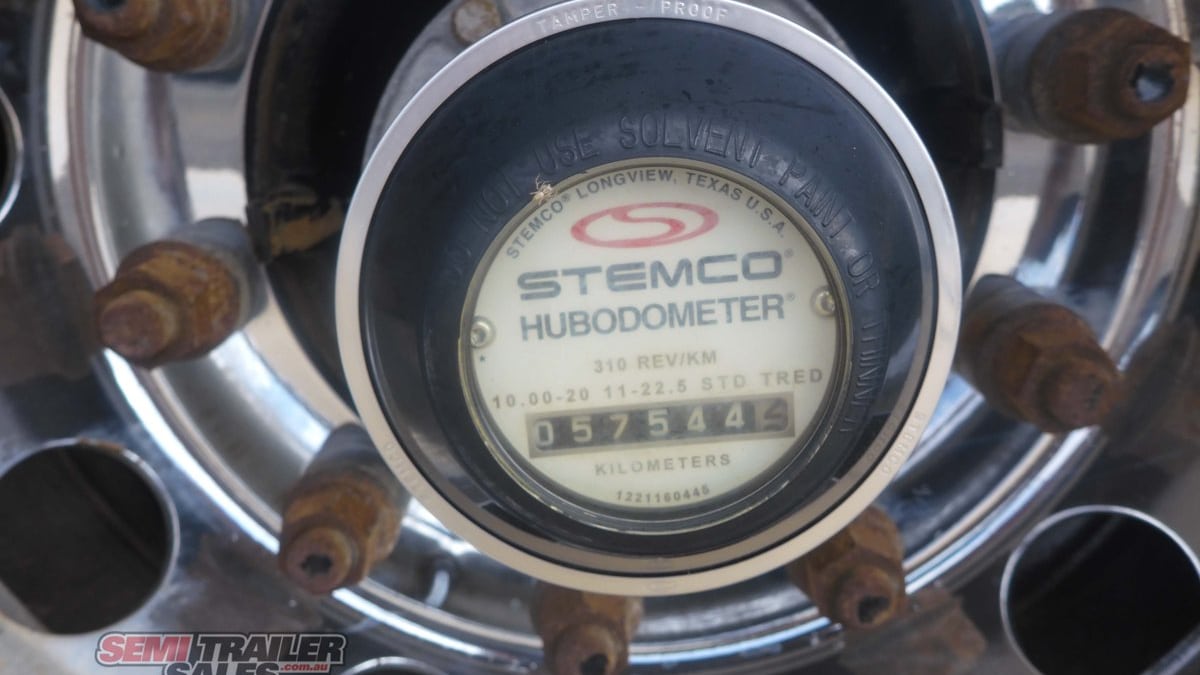 TAMPER - PROOF
NOT USE SOLVENT PAINT OR THINNER
STEMCO® LONGVIEW, TEXAS U.S.A.
STEMCO®
HUBODOMETER®
310 REV/KM
10.00-20 11-22.5 STD TRED
057544
KILOMETERS
1221160445
SEMI TRAILER
SALES.com.au